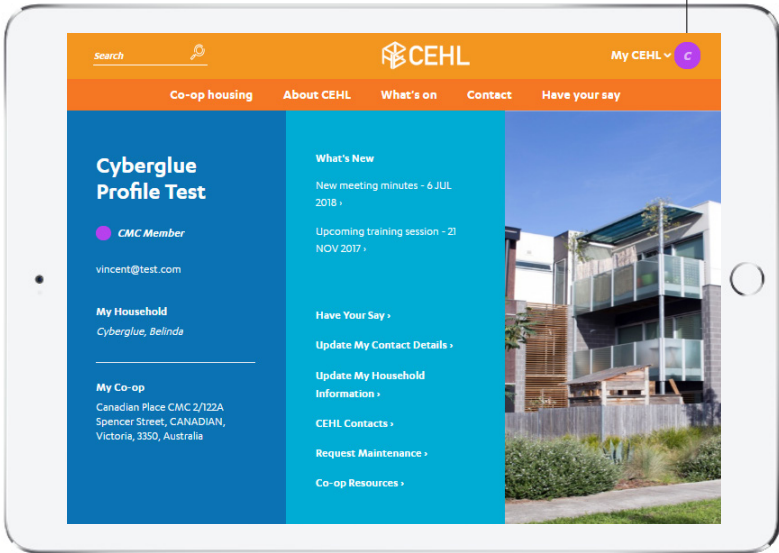 Search
CEHL
My CEHL
C
Co-op housing
About CEHL
What's on
Contact
Have your say
Cyberglue
Profile Test
CMC Member
vincent@test.com
My Household
Cyberglue, Belinda
My Co-op
Canadian Place CMC 2/122A
Spencer Street, CANADIAN,
Victoria, 3350, Australia
What's New
New meeting minutes - 6 JUL
2018 ›
Upcoming training session - 21
NOV 2017 ›
Have Your Say ›
Update My Contact Details ›
Update My Household
Information ›
CEHL Contacts ›
Request Maintenance ›
Co-op Resources ›